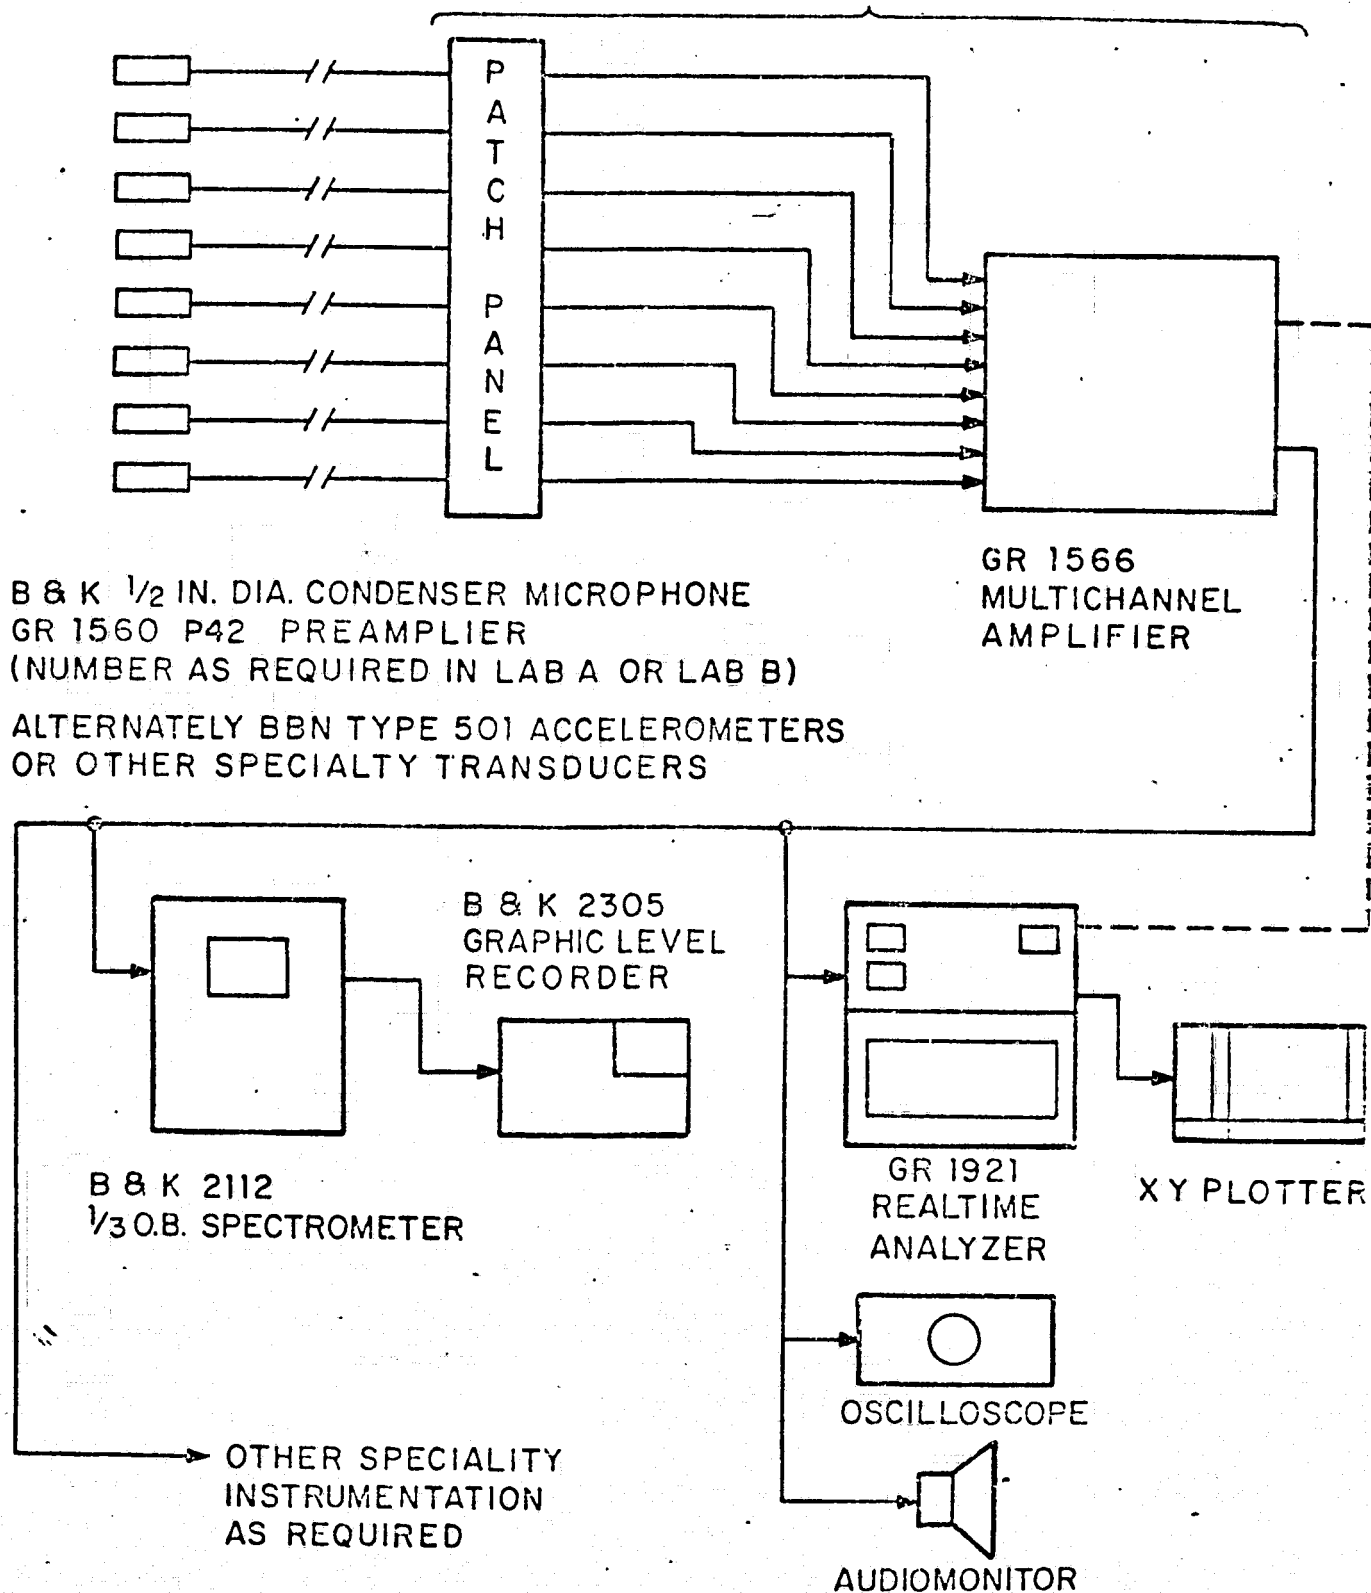 PATCH PANEL
B & K 1/2 IN. DIA. CONDENSER MICROPHONE
GR 1560 P42 PREAMPLIER
(NUMBER AS REQUIRED IN LAB A OR LAB B)
ALTERNATELY BBN TYPE 501 ACCELEROMETERS
OR OTHER SPECIALTY TRANSDUCERS
GR 1566
MULTICHANNEL
AMPLIFIER
B & K 2305
GRAPHIC LEVEL
RECORDER
B & K 2112
1/3 O.B. SPECTROMETER
GR 1921
REALTIME
ANALYZER
X Y PLOTTER
OSCILLOSCOPE
OTHER SPECIALITY
INSTRUMENTATION
AS REQUIRED
AUDIOMONITOR